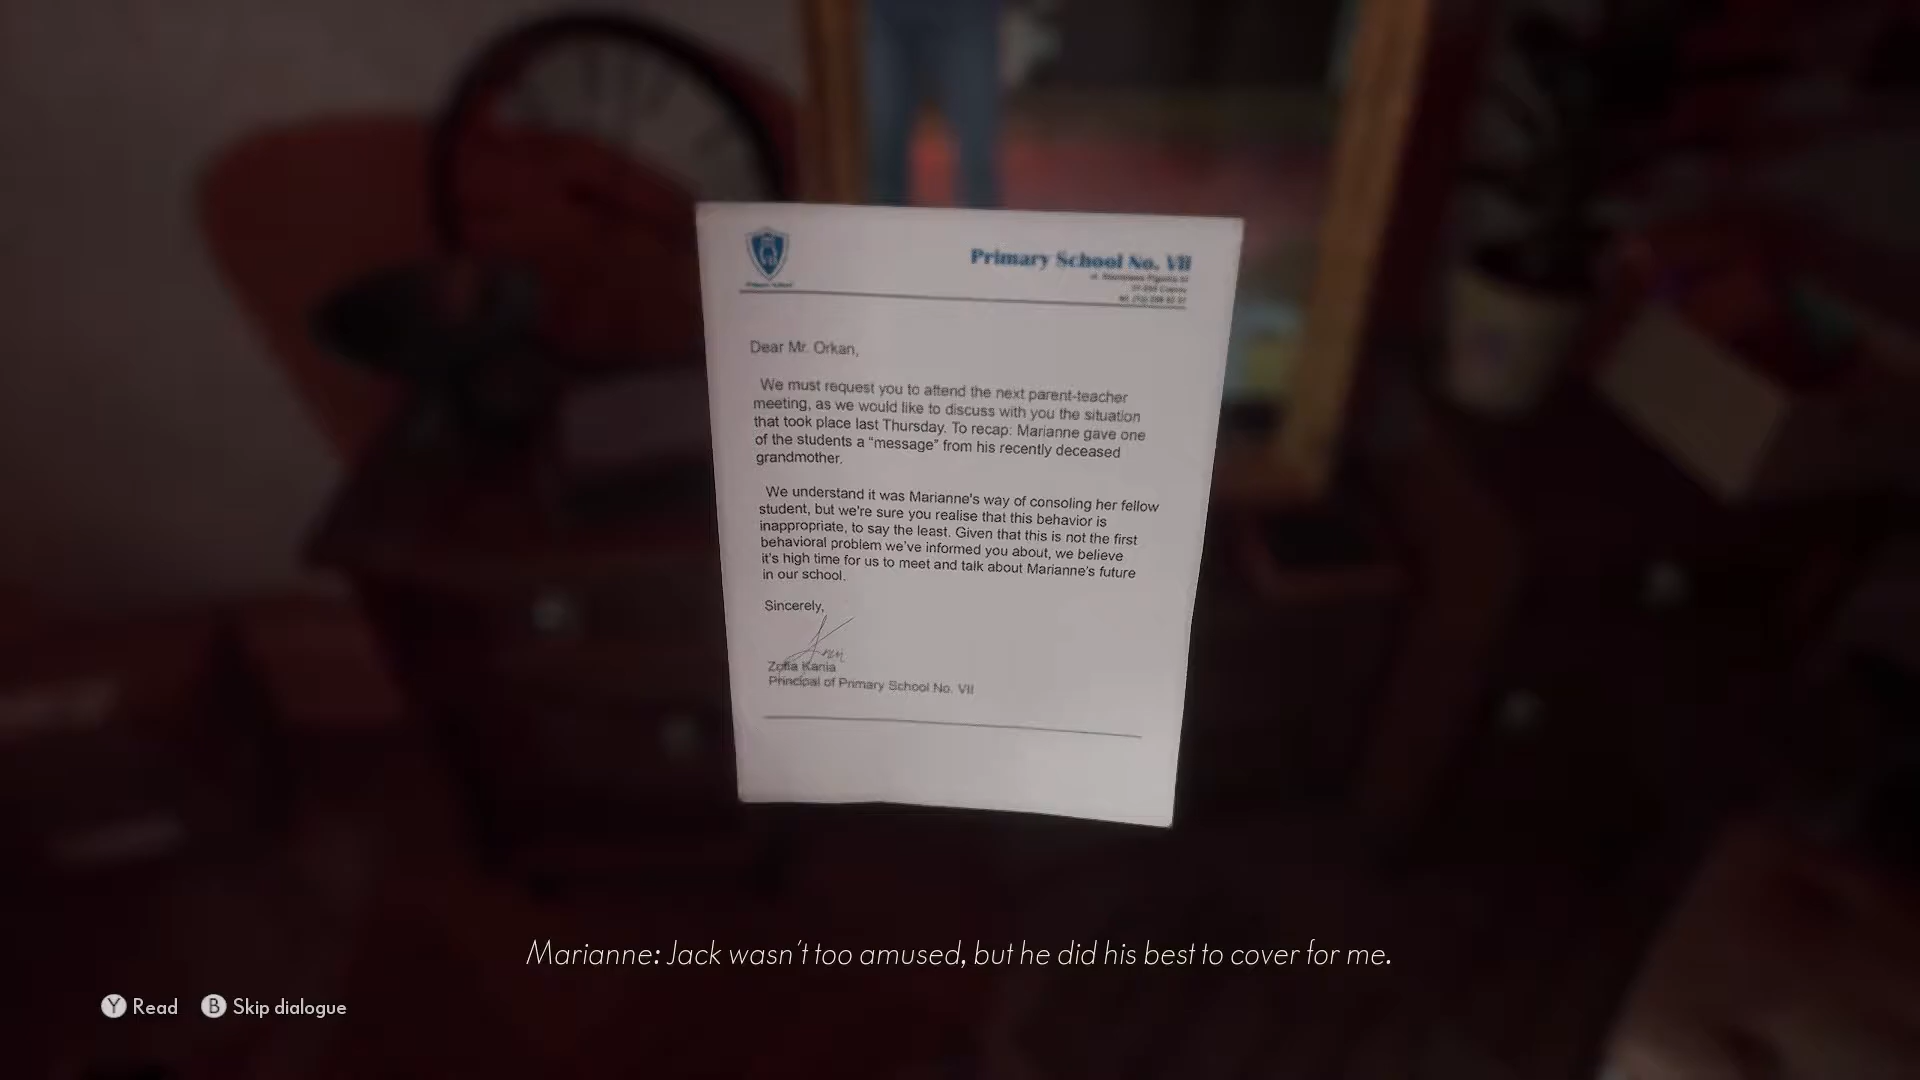 Primary School No. VII
Dear Mr. Orkan,
We must request you to attend the next parent-teacher
meeting, as we would like to discuss with you the situation
that took place last Thursday. To recap: Marianne gave one
of the students a “message” from his recently deceased
grandmother.
We understand it was Marianne's way of consoling her fellow
student, but we're sure you realise that this behavior is
inappropriate, to say the least. Given that this is not the first
behavioral problem we've informed you about, we believe
it's high time for us to meet and talk about Marianne's future
in our school.
Sincerely,
Zofia Kania
Principal of Primary School No. VII
Marianne: Jack wasn't too amused, but he did his best to cover for me.
Y Read B Skip dialogue